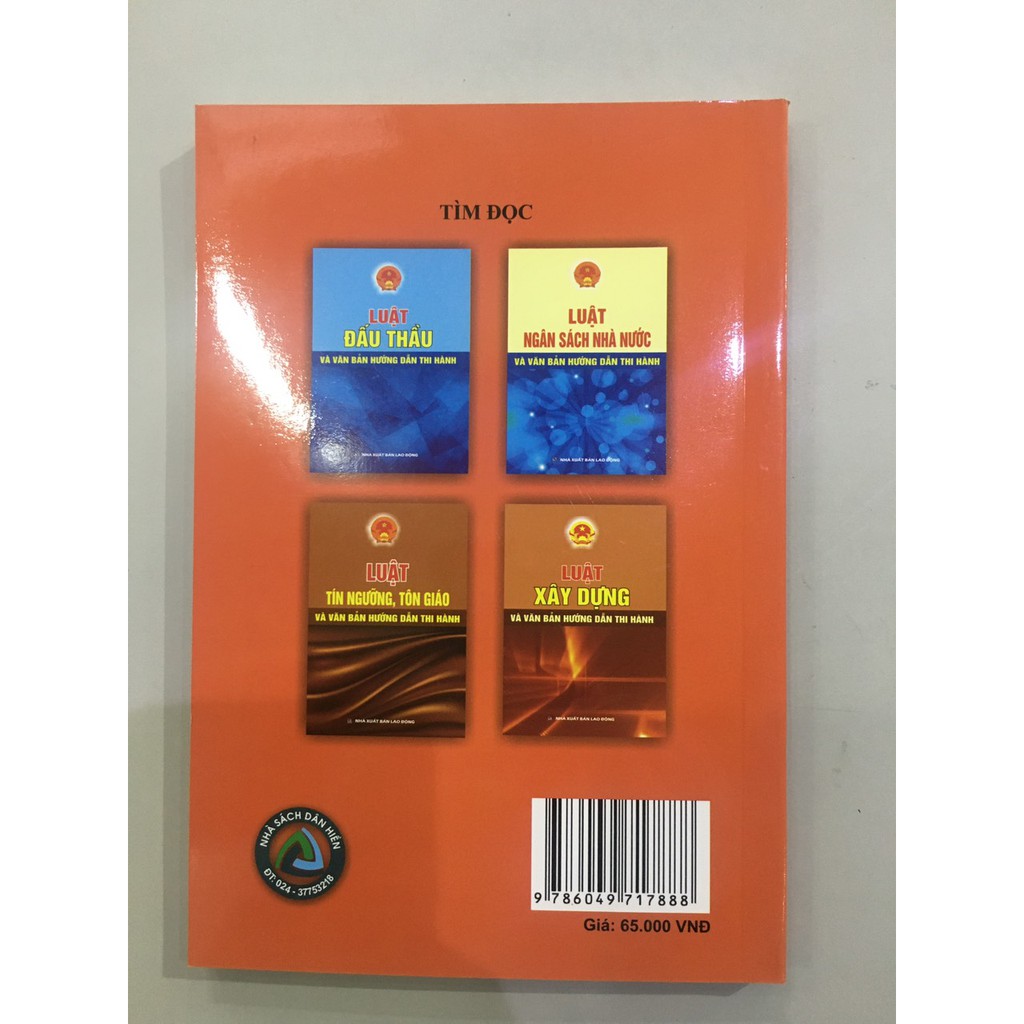 TÌM ĐỌC
LUẬT
ĐẤU THẦU
VÀ VĂN BẢN HƯỚNG DẪN THI HÀNH
NHÀ XUẤT BẢN LAO ĐỘNG
LUẬT
NGÂN SÁCH NHÀ NƯỚC
VÀ VĂN BẢN HƯỚNG DẪN THI HÀNH
NHÀ XUẤT BẢN LAO ĐỘNG
LUẬT
TÍN NGƯỠNG, TÔN GIÁO
VÀ VĂN BẢN HƯỚNG DẪN THI HÀNH
NHÀ XUẤT BẢN LAO ĐỘNG
LUẬT
XÂY DỰNG
VÀ VĂN BẢN HƯỚNG DẪN THI HÀNH
NHÀ XUẤT BẢN LAO ĐỘNG
NHÀ SÁCH DÂN HIỀN
ĐT: 024 - 37753218
9 786049 717888
Giá: 65.000 VNĐ